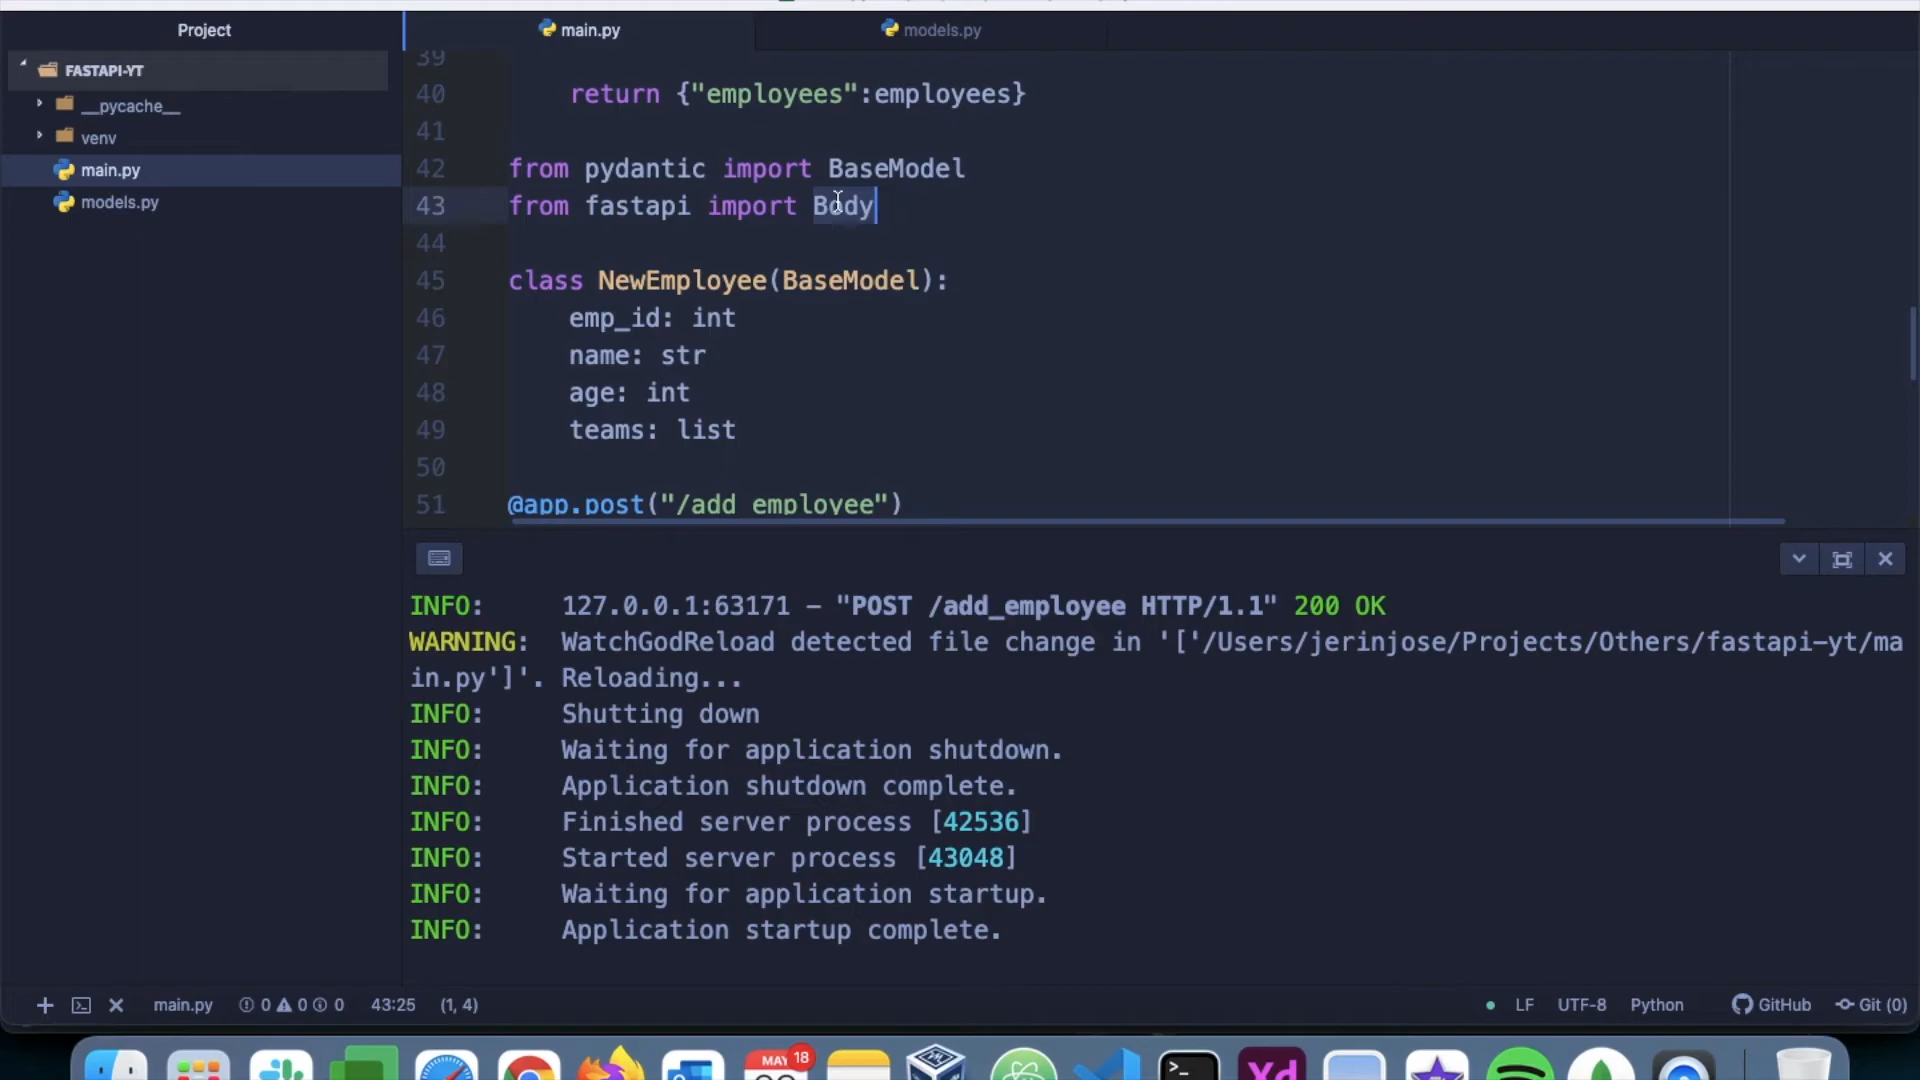 Project
main.py
models.py
FASTAPI-YT
__pycache__
venv
main.py
models.py
39
40 return {"employees":employees}
41
42 from pydantic import BaseModel
43 from fastapi import Body
44
45 class NewEmployee(BaseModel):
46 emp_id: int
47 name: str
48 age: int
49 teams: list
50
51 @app.post("/add_employee")
INFO: 127.0.0.1:63171 – "POST /add_employee HTTP/1.1" 200 OK
WARNING: WatchGodReload detected file change in '['/Users/jerinjose/Projects/Others/fastapi-yt/ma
in.py']'. Reloading...
INFO: Shutting down
INFO: Waiting for application shutdown.
INFO: Application shutdown complete.
INFO: Finished server process [42536]
INFO: Started server process [43048]
INFO: Waiting for application startup.
INFO: Application startup complete.
main.py 0 0 0 43:25 (1, 4) LF UTF-8 Python GitHub Git (0)
MAY 18
Xd